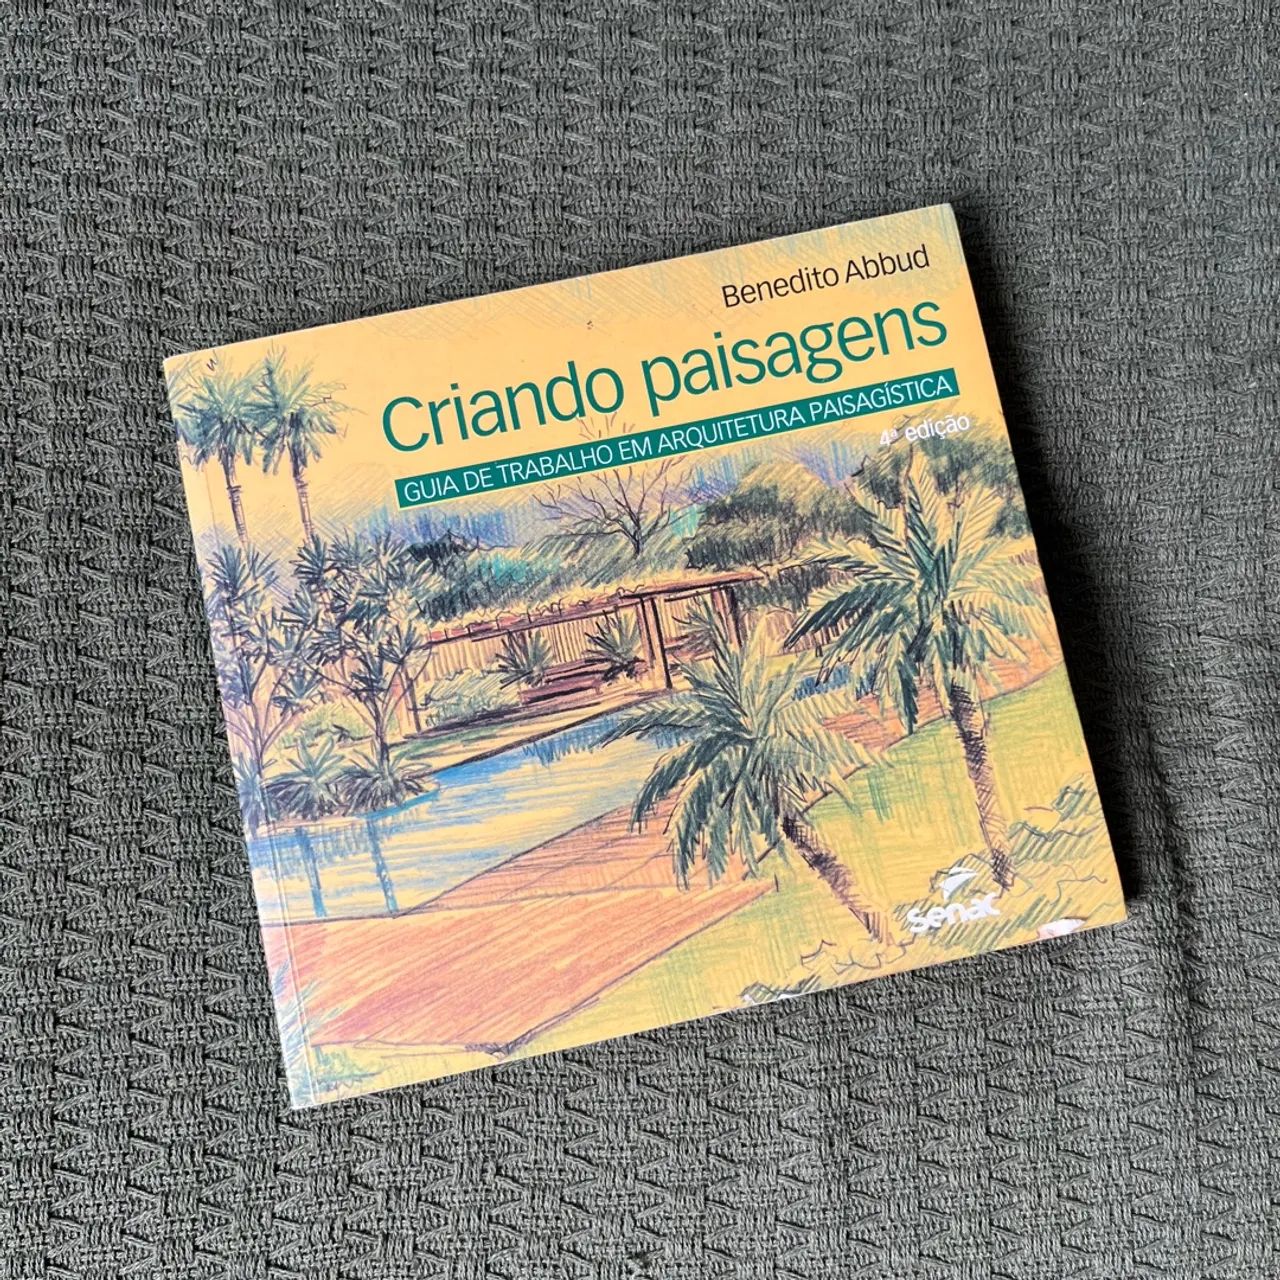 Benedito Abbud
Criando paisagens
GUIA DE TRABALHO EM ARQUITETURA PAISAGÍSTICA
4ª edição
Senac